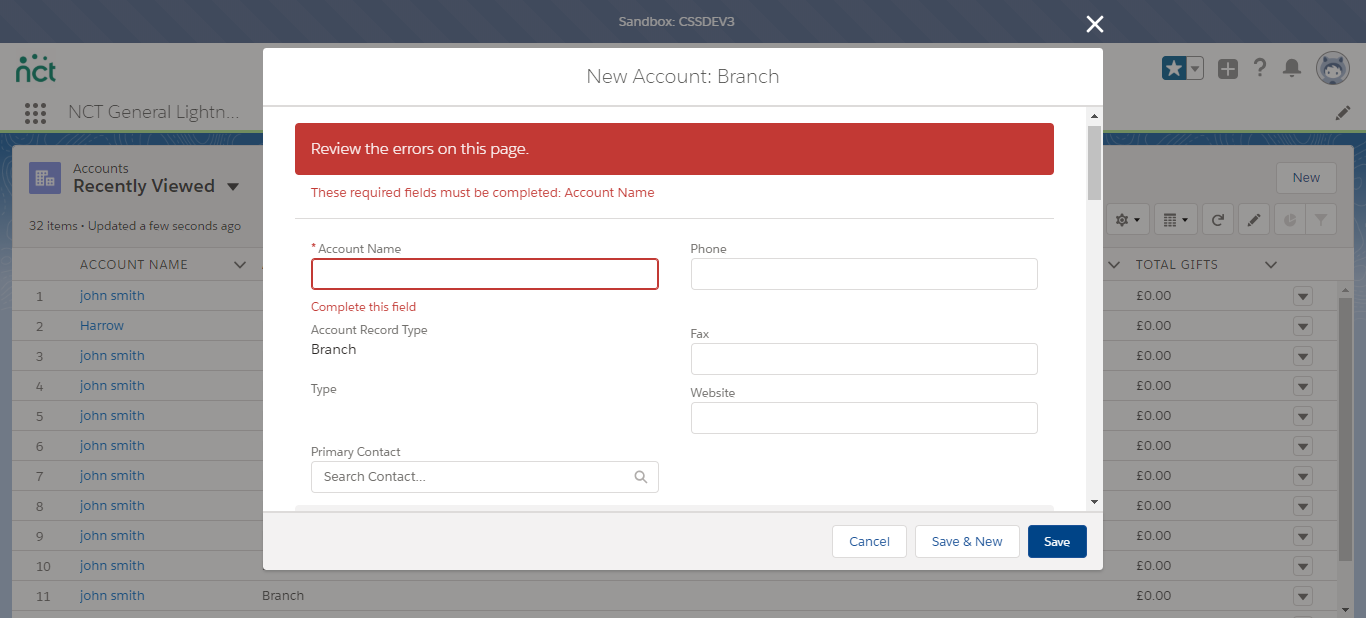 Sandbox: CSSDEV3
nct
NCT General Lightn...
Accounts
Recently Viewed
32 items • Updated a few seconds ago
New
ACCOUNT NAME
TOTAL GIFTS
1 john smith £0.00
2 Harrow £0.00
3 john smith £0.00
4 john smith £0.00
5 john smith £0.00
6 john smith £0.00
7 john smith £0.00
8 john smith £0.00
9 john smith £0.00
10 john smith £0.00
11 john smith Branch £0.00
New Account: Branch
Review the errors on this page.
These required fields must be completed: Account Name
* Account Name
Phone
Complete this field
Account Record Type
Branch
Fax
Type
Website
Primary Contact
Search Contact...
Cancel
Save & New
Save